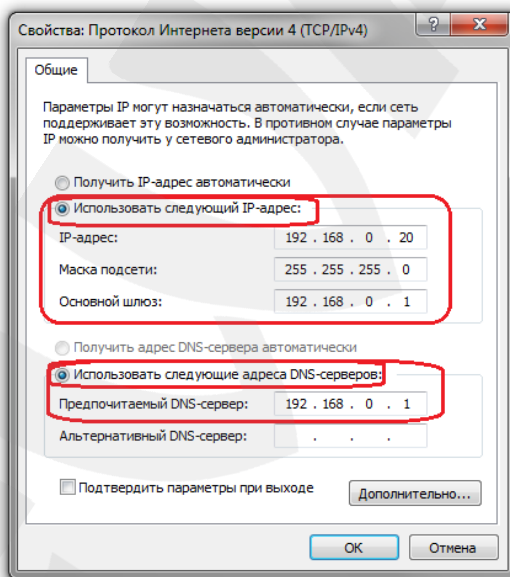 Свойства: Протокол Интернета версии 4 (TCP/IPv4)
Общие
Параметры IP могут назначаться автоматически, если сеть
поддерживает эту возможность. В противном случае параметры
IP можно получить у сетевого администратора.
Получить IP-адрес автоматически
Использовать следующий IP-адрес:
IP-адрес: 192 . 168 . 0 . 20
Маска подсети: 255 . 255 . 255 . 0
Основной шлюз: 192 . 168 . 0 . 1
Получить адрес DNS-сервера автоматически
Использовать следующие адреса DNS-серверов:
Предпочитаемый DNS-сервер: 192 . 168 . 0 . 1
Альтернативный DNS-сервер: . . .
Подтвердить параметры при выходе
Дополнительно...
ОК Отмена